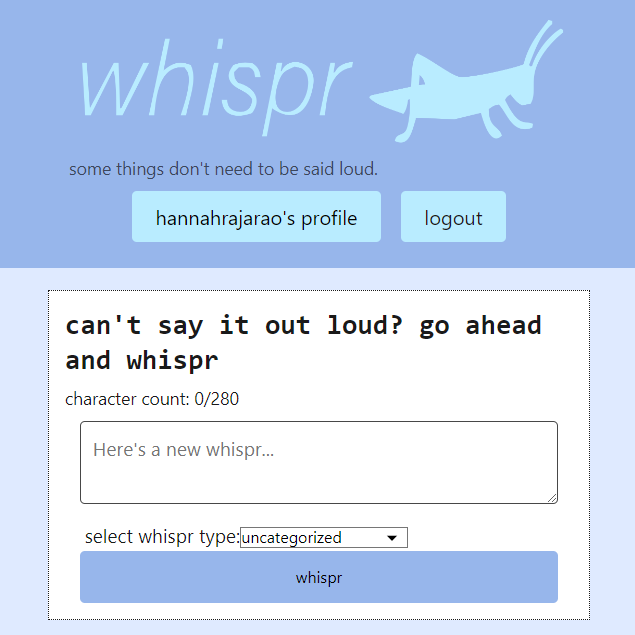 whispr
some things don't need to be said loud.
hannahrajarao's profile logout
can't say it out loud? go ahead
and whispr
character count: 0/280
Here's a new whispr...
select whispr type:uncategorized
whispr